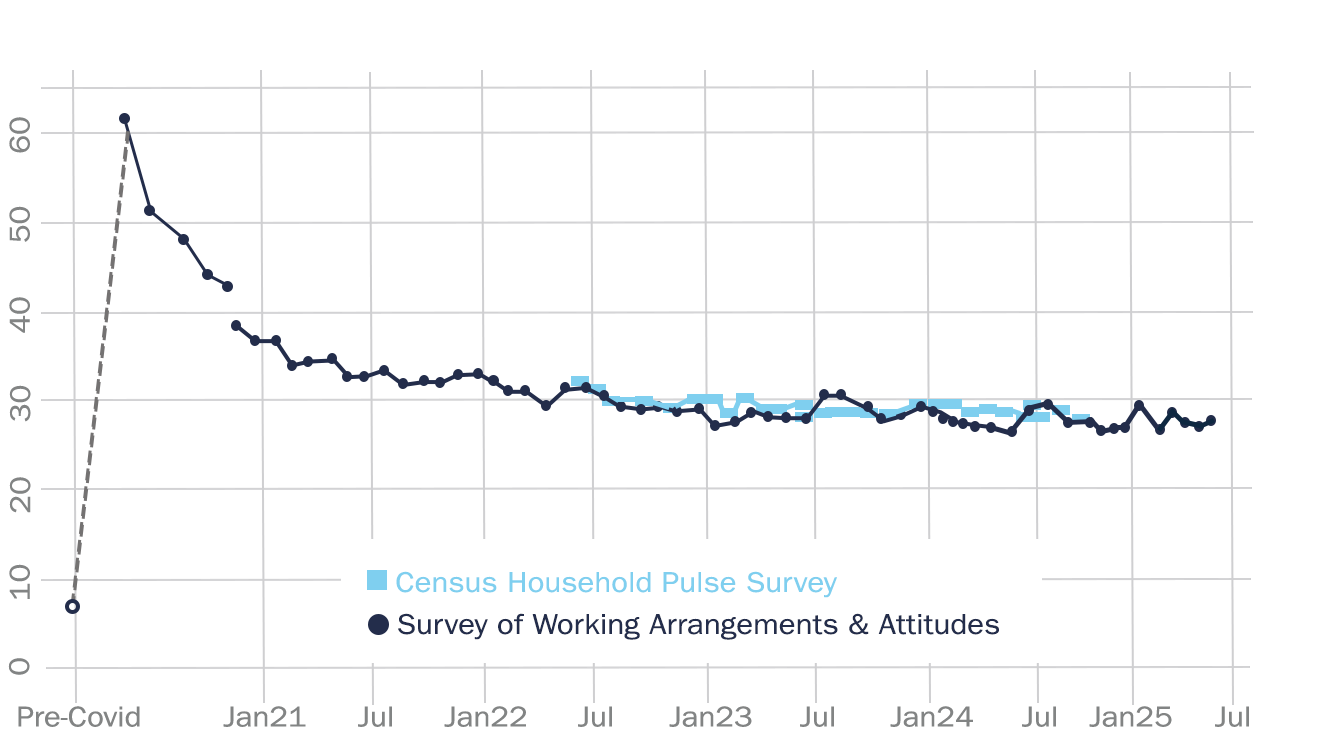 60
50
40
30
20
10
0
Census Household Pulse Survey
Survey of Working Arrangements & Attitudes
Pre-Covid Jan21 Jul Jan22 Jul Jan23 Jul Jan24 Jul Jan25 Jul